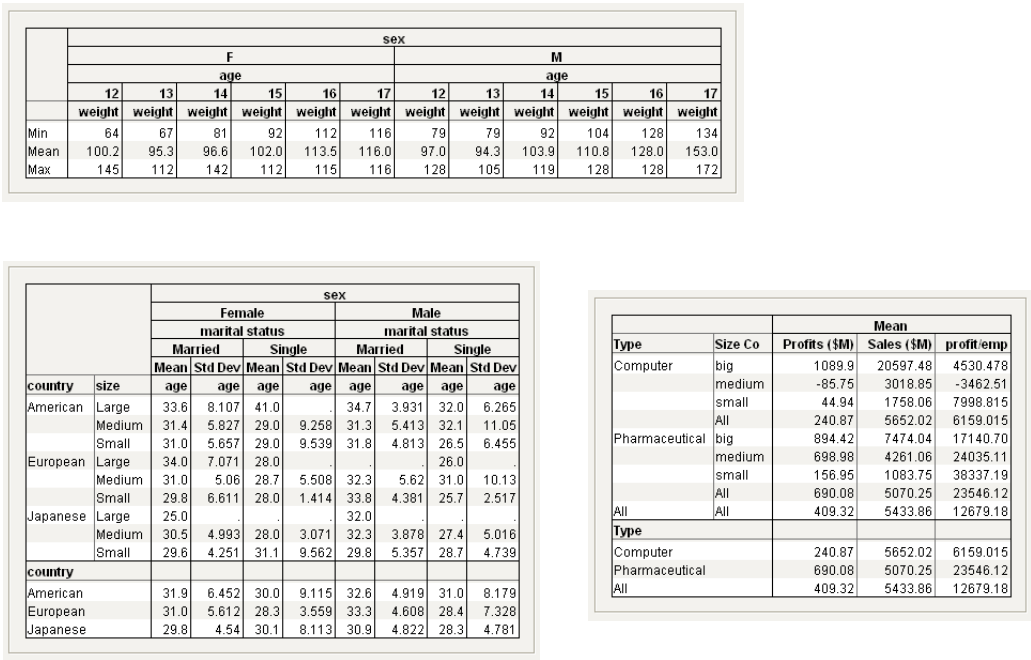 sex
F M
age age
12 13 14 15 16 17 12 13 14 15 16 17
weight weight weight weight weight weight weight weight weight weight weight weight
Min 64 67 81 92 112 116 79 79 92 104 128 134
Mean 100.2 95.3 96.6 102.0 113.5 116.0 97.0 94.3 103.9 110.8 128.0 153.0
Max 145 112 142 112 115 116 128 105 119 128 128 172
sex
Female Male
marital status marital status
Married Single Married Single
Mean Std Dev Mean Std Dev Mean Std Dev Mean Std Dev
country size age age age age age age age age
American Large 33.6 8.107 41.0 . 34.7 3.931 32.0 6.265
Medium 31.4 5.827 29.0 9.258 31.3 5.413 32.1 11.05
Small 31.0 5.657 29.0 9.539 31.8 4.813 26.5 6.455
European Large 34.0 7.071 28.0 . . . 26.0 .
Medium 31.0 5.06 28.7 5.508 32.3 5.62 31.0 10.13
Small 29.8 6.611 28.0 1.414 33.8 4.381 25.7 2.517
Japanese Large 25.0 . . . 32.0 . . .
Medium 30.5 4.993 28.0 3.071 32.3 3.878 27.4 5.016
Small 29.6 4.251 31.1 9.562 29.8 5.357 28.7 4.739
country
American 31.9 6.452 30.0 9.115 32.6 4.919 31.0 8.179
European 31.0 5.612 28.3 3.559 33.3 4.608 28.4 7.328
Japanese 29.8 4.54 30.1 8.113 30.9 4.822 28.3 4.781
Mean
Type Size Co Profits ($M) Sales ($M) profit/emp
Computer big 1089.9 20597.48 4530.478
medium -85.75 3018.85 -3462.51
small 44.94 1758.06 7998.815
All 240.87 5652.02 6159.015
Pharmaceutical big 894.42 7474.04 17140.70
medium 698.98 4261.06 24035.11
small 156.95 1083.75 38337.19
All 690.08 5070.25 23546.12
All All 409.32 5433.86 12679.18
Type
Computer 240.87 5652.02 6159.015
Pharmaceutical 690.08 5070.25 23546.12
All 409.32 5433.86 12679.18